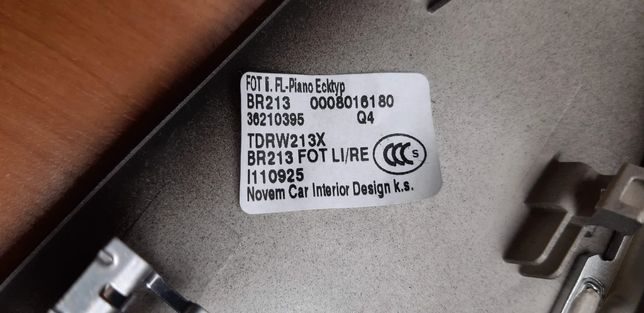 FOT li. FL-Piano Ecktyp
BR213 0008016180
36210395 Q4
TDRW213X
BR213 FOT LI/RE CCC S
I110925
Novem Car Interior Design k.s.